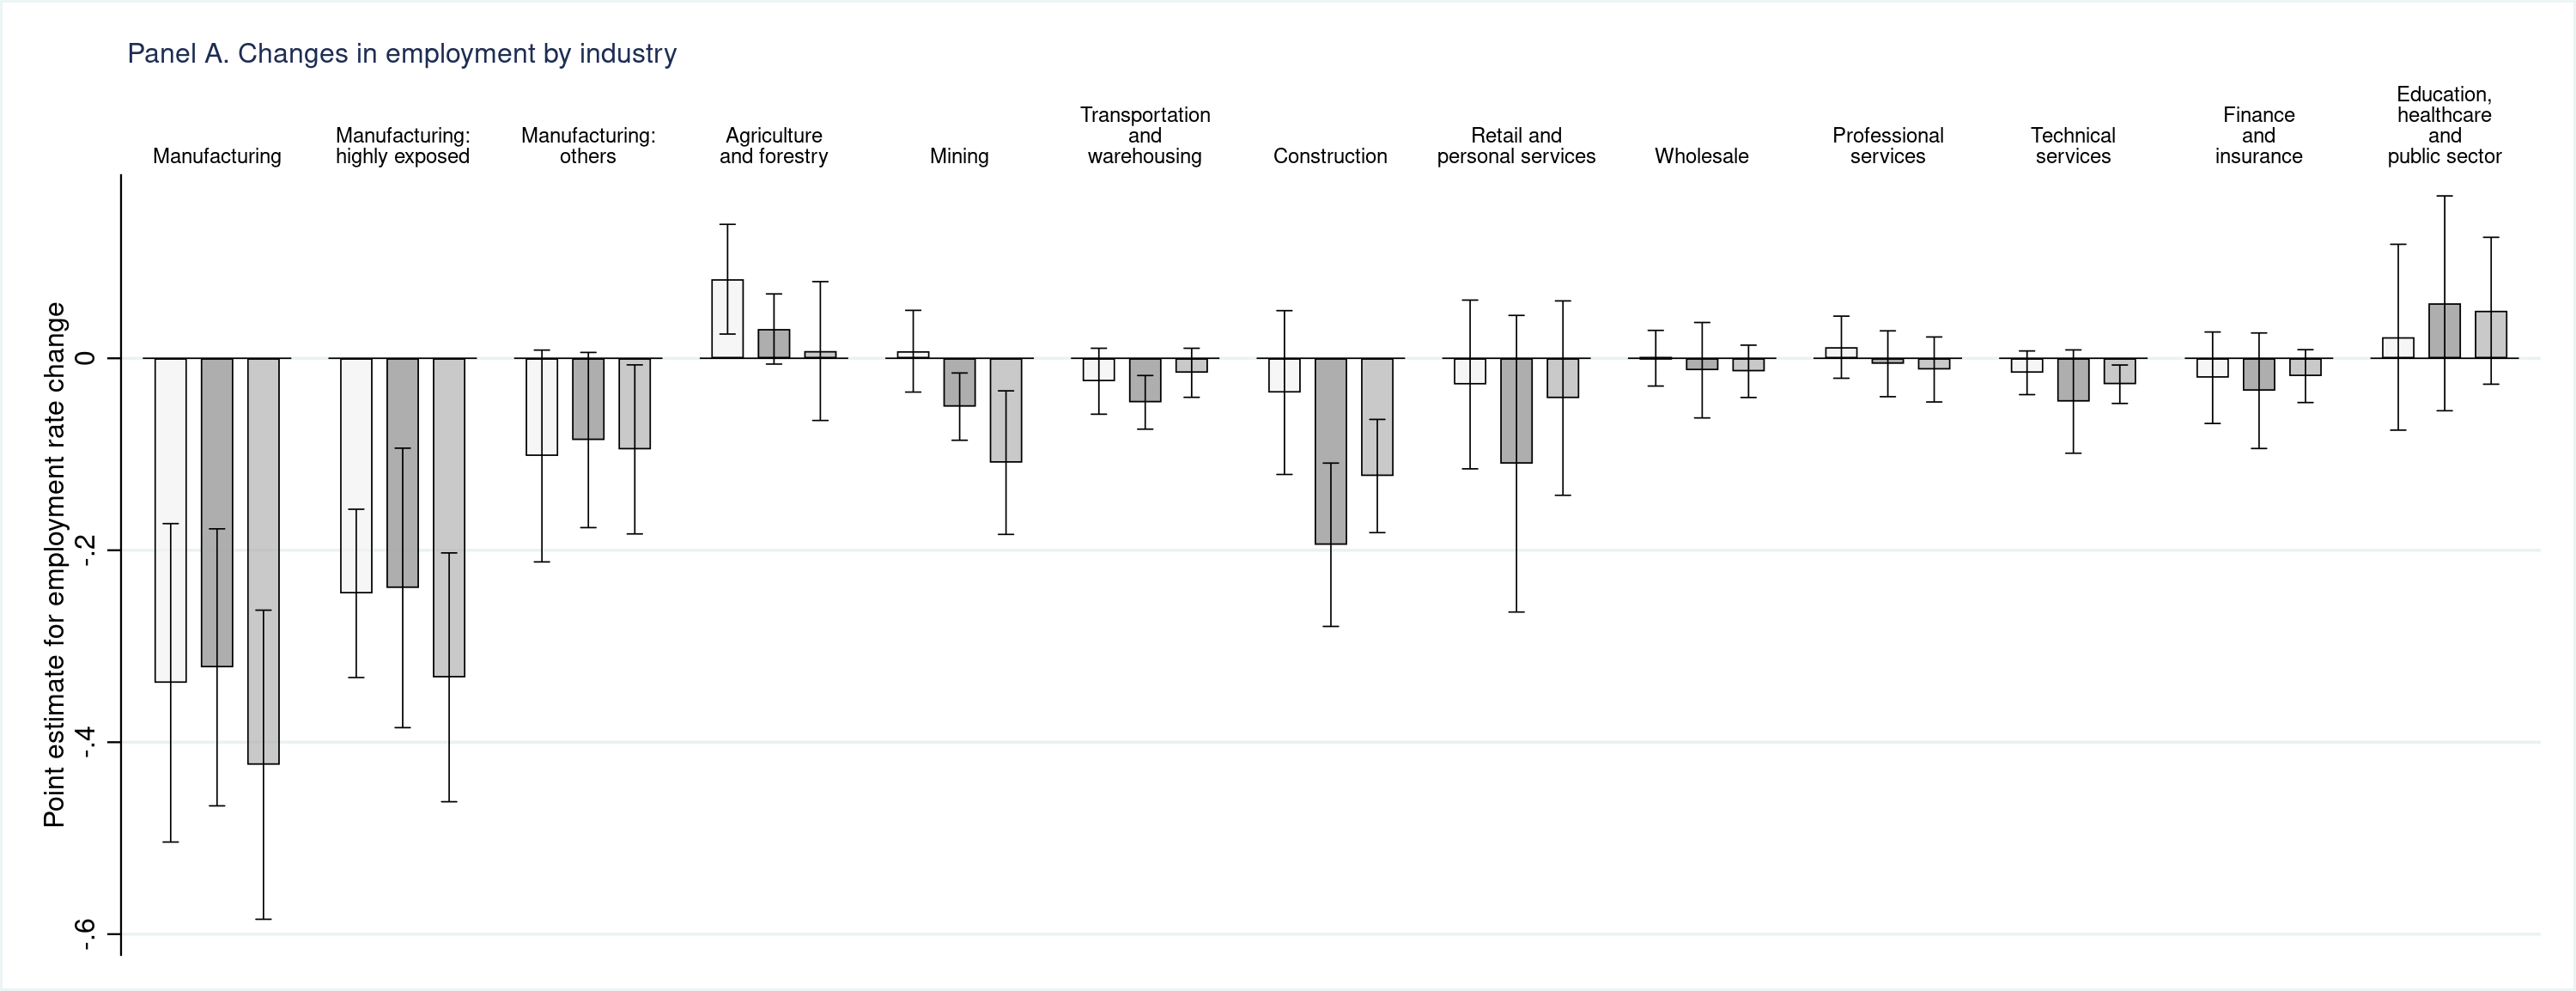 Panel A. Changes in employment by industry
Manufacturing
Manufacturing:
highly exposed
Manufacturing:
others
Agriculture
and forestry
Mining
Transportation
and
warehousing
Construction
Retail and
personal services
Wholesale
Professional
services
Technical
services
Finance
and
insurance
Education,
healthcare
and
public sector
Point estimate for employment rate change
0
-.2
-.4
-.6